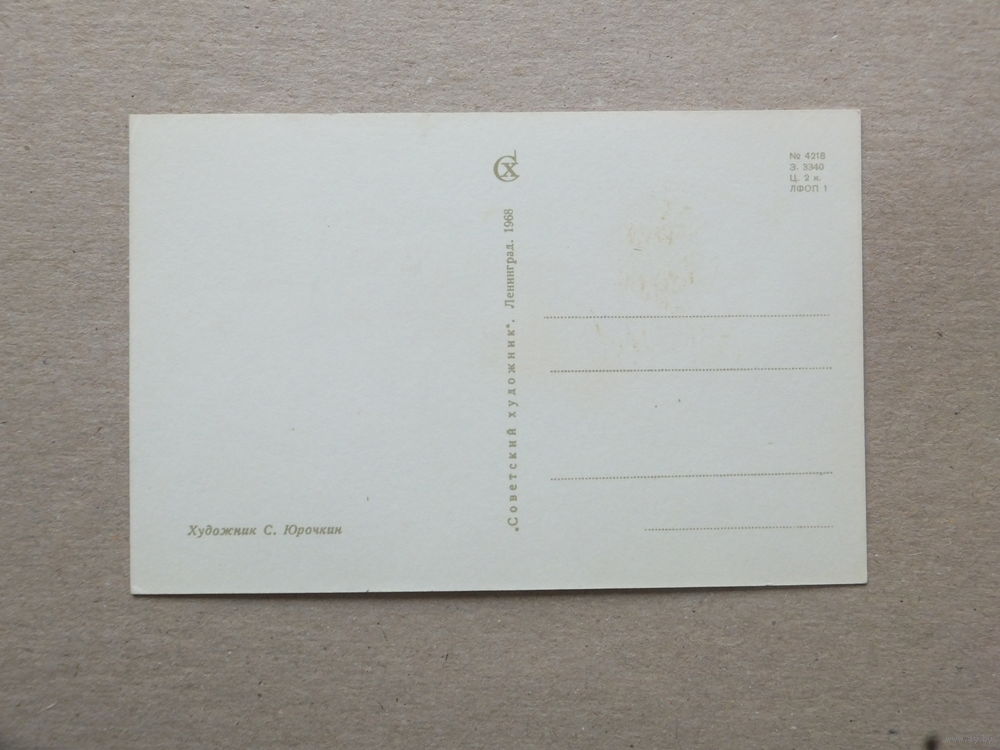 СХ
№ 4218
З. 3340
Ц. 2 к.
ЛФОП 1
„Советский художник“. Ленинград. 1968
Художник С. Юрочкин